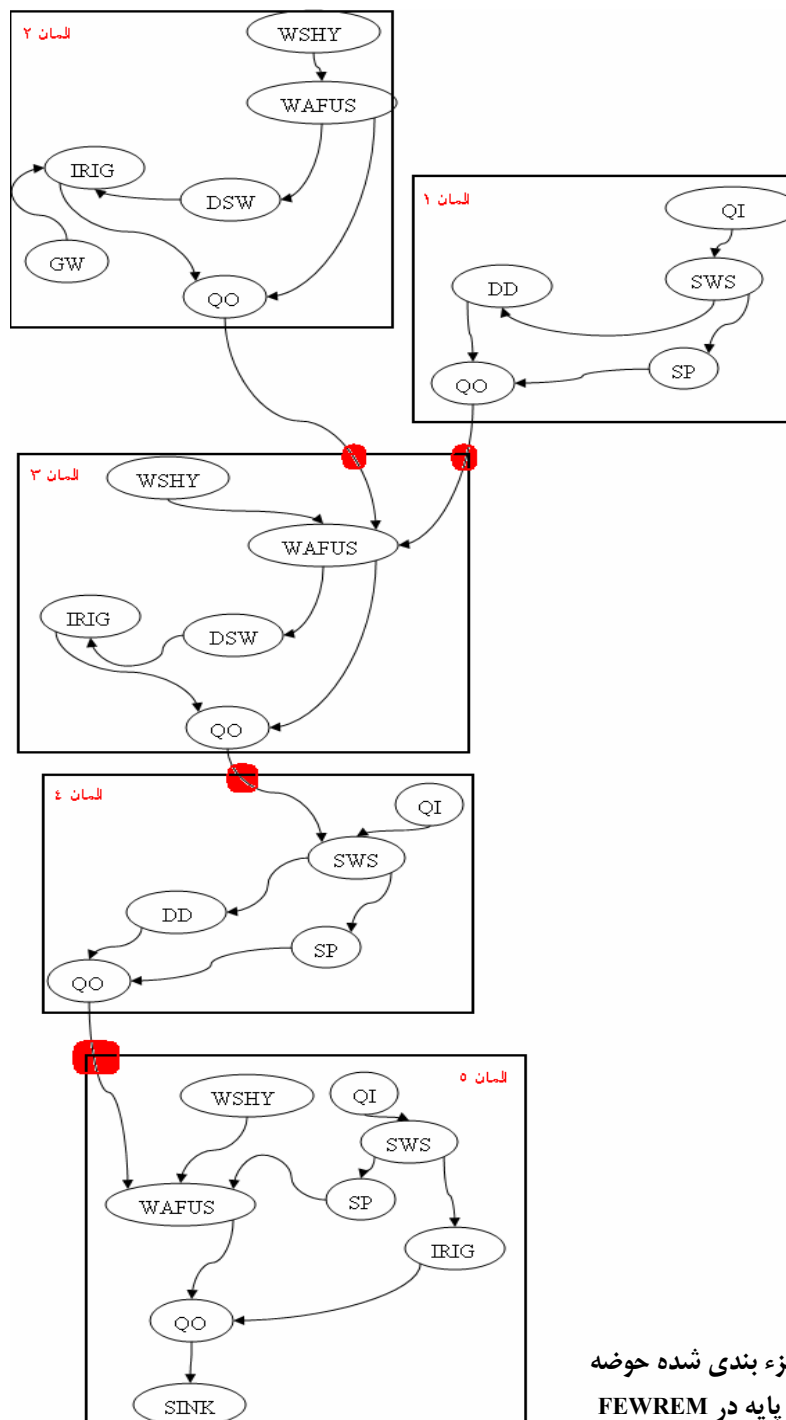 المان ۲
WSHY
WAFUS
IRIG
DSW
GW
QO
المان ۱
QI
SWS
DD
SP
QO
المان ۳
WSHY
WAFUS
IRIG
DSW
QO
المان ٤
QI
SWS
DD
SP
QO
المان ٥
WSHY
QI
SWS
WAFUS
SP
IRIG
QO
SINK
بندی شده حوضه
پایه در FEWREM